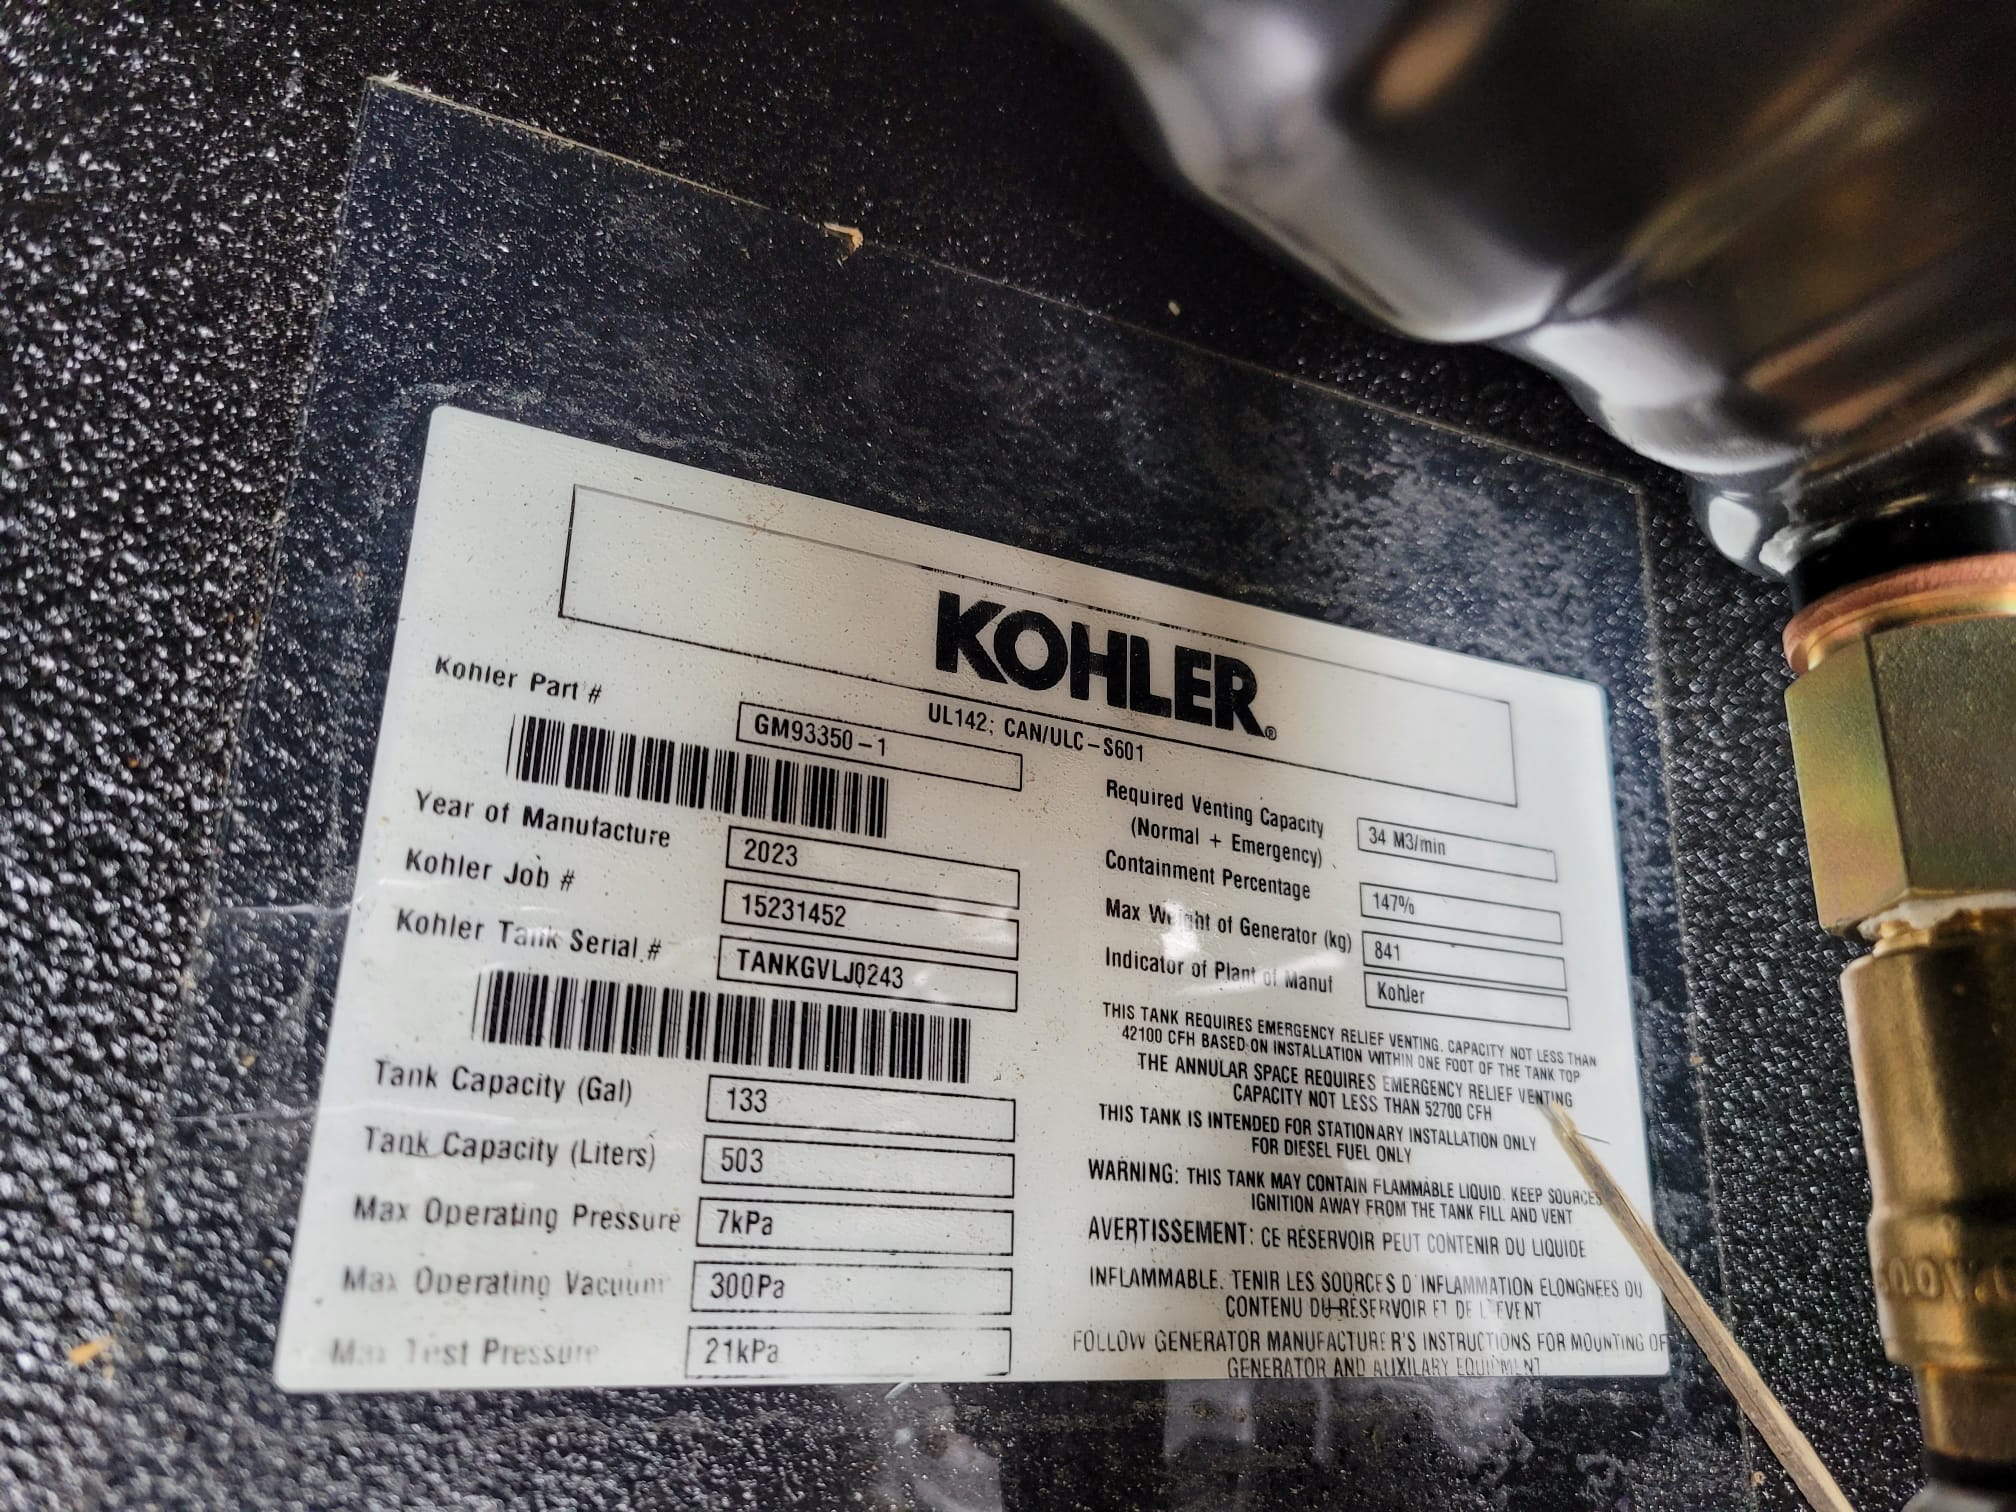 KOHLER®
UL142; CAN/ULC-S601
Kohler Part # GM93350-1
Year of Manufacture 2023
Kohler Job # 15231452
Kohler Tank Serial # TANKGVLJ0243
Tank Capacity (Gal) 133
Tank Capacity (Liters) 503
Max Operating Pressure 7kPa
Max Operating Vacuum 300Pa
Max Test Pressure 21kPa
Required Venting Capacity
(Normal + Emergency) 34 M3/min
Containment Percentage 147%
Max Weight of Generator (kg) 841
Indicator of Plant of Manuf Kohler
THIS TANK REQUIRES EMERGENCY RELIEF VENTING. CAPACITY NOT LESS THAN
42100 CFH BASED ON INSTALLATION WITHIN ONE FOOT OF THE TANK TOP
THE ANNULAR SPACE REQUIRES EMERGENCY RELIEF VENTING
CAPACITY NOT LESS THAN 52700 CFH
THIS TANK IS INTENDED FOR STATIONARY INSTALLATION ONLY
FOR DIESEL FUEL ONLY
WARNING: THIS TANK MAY CONTAIN FLAMMABLE LIQUID. KEEP SOURCES
IGNITION AWAY FROM THE TANK FILL AND VENT
AVERTISSEMENT: CE RESERVOIR PEUT CONTENIR DU LIQUIDE
INFLAMMABLE. TENIR LES SOURCES D'INFLAMMATION ELONGNEES DU
CONTENU DU RESERVOIR ET DE L'EVENT
FOLLOW GENERATOR MANUFACTURER'S INSTRUCTIONS FOR MOUNTING OF
GENERATOR AND AUXILARY EQUIPMENT